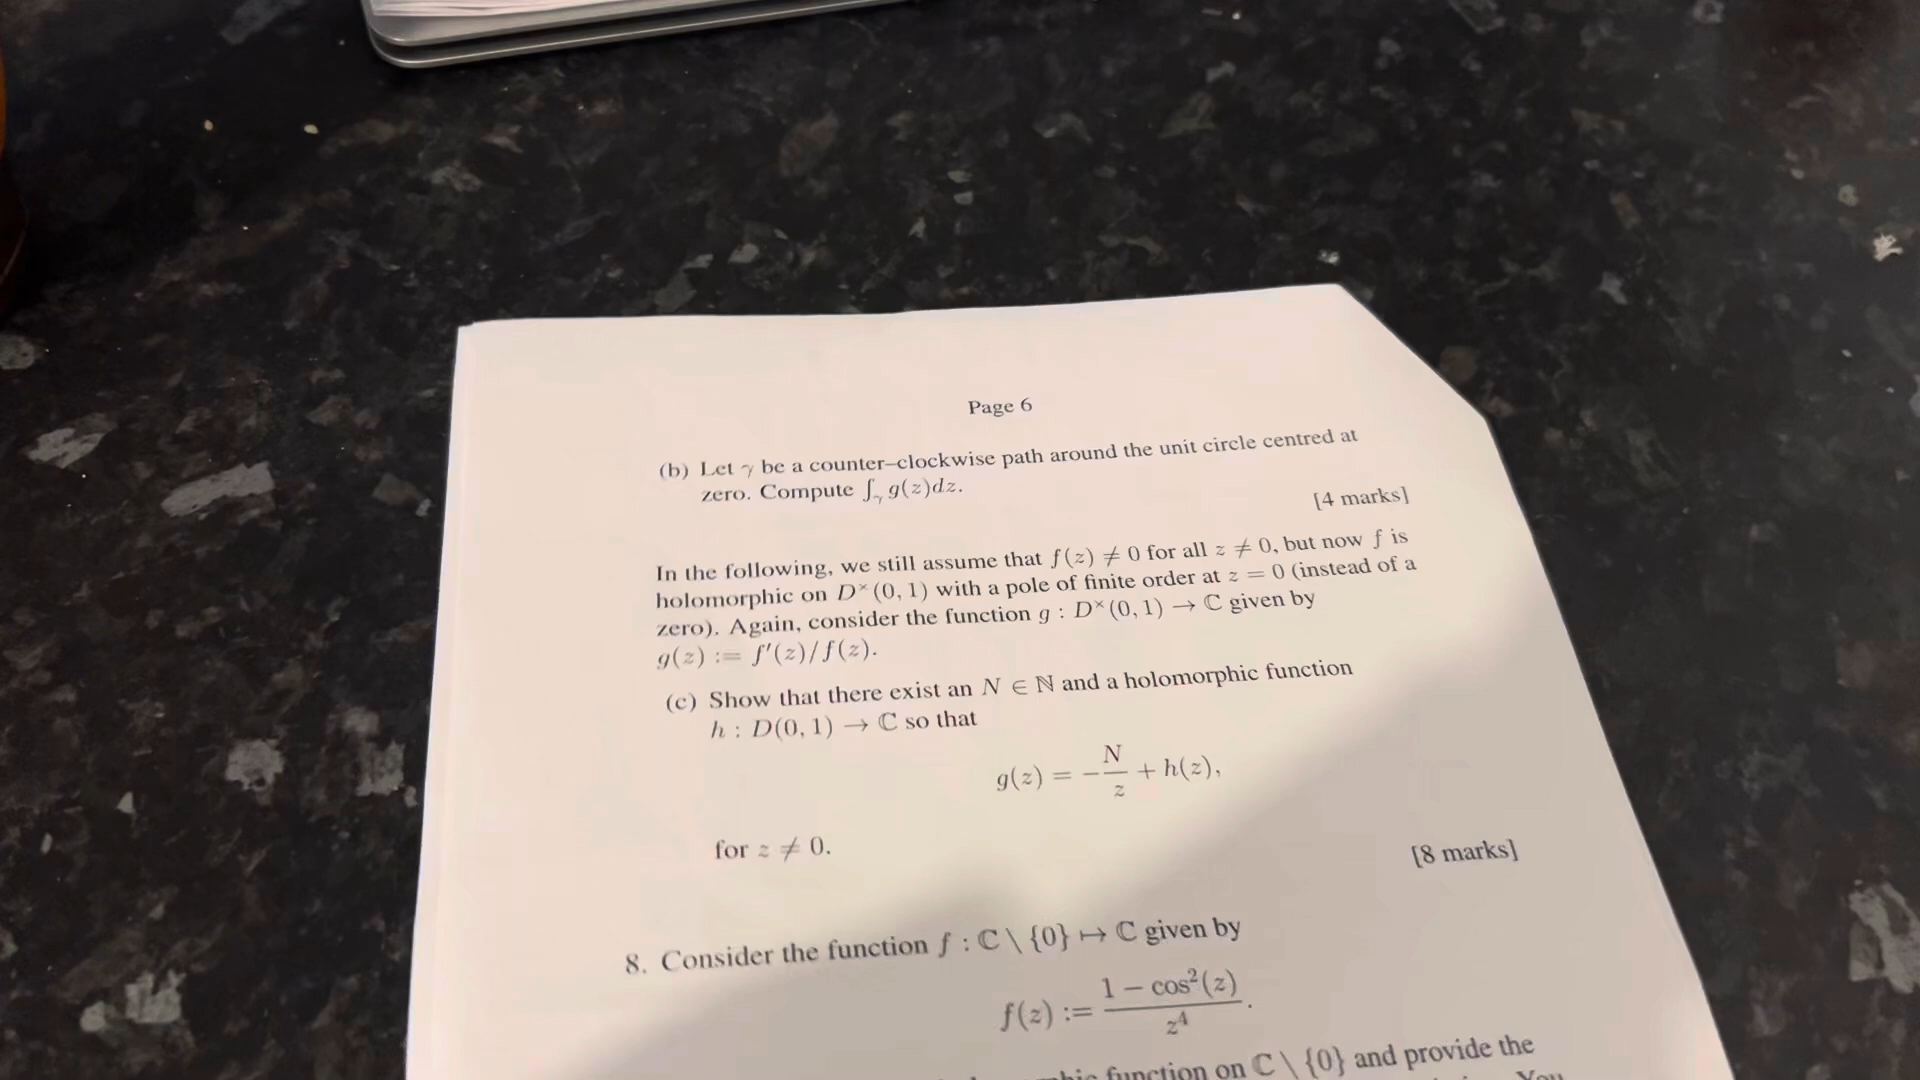 Page 6
(b) Let γ be a counter–clockwise path around the unit circle centred at
zero. Compute ∫_γ g(z)dz.
[4 marks]
In the following, we still assume that f(z) ≠ 0 for all z ≠ 0, but now f is
holomorphic on D^×(0, 1) with a pole of finite order at z = 0 (instead of a
zero). Again, consider the function g : D^×(0, 1) → ℂ given by
g(z) := f′(z)/f(z).
(c) Show that there exist an N ∈ ℕ and a holomorphic function
h : D(0, 1) → ℂ so that
g(z) = −N/z + h(z),
for z ≠ 0.
[8 marks]
8. Consider the function f : ℂ \ {0} ↦ ℂ given by
f(z) := (1 − cos²(z))/z⁴.
function on ℂ \ {0} and provide the
You